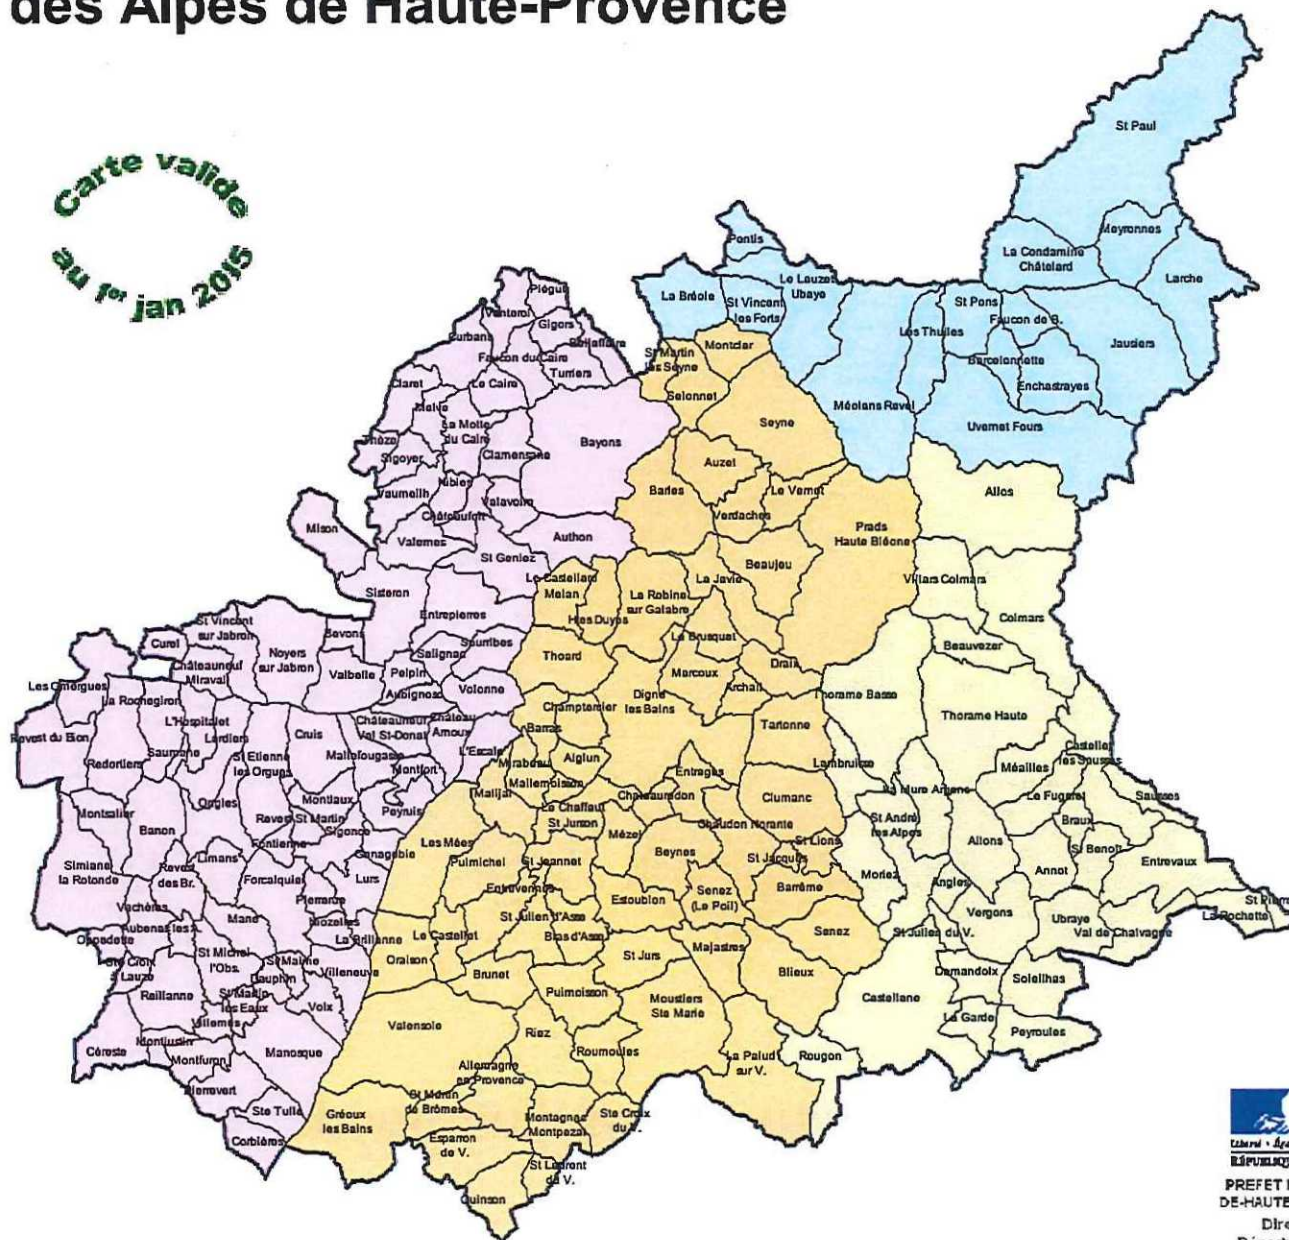 des Alpes de Haute-Provence
Carte valide
au 1er jan 2015
St Paul
Meyronnes
La Condamine
Châtelard
Larche
Pontis
Le Lauzet
Ubaye
La Bréole
St Vincent
les Forts
St Pons
Faucon de B.
Les Thuiles
Jausiers
Barcelonnette
Enchastrayes
Méolans Revel
Uvernet Fours
Piégut
Venterol
Gigors
Bellaffaire
Curbans
Faucon du Caire
Turriers
Claret
Le Caire
Melve
La Motte
du Caire
Bayons
Thèze
Sigoyer
Clamensane
Vaumeilh
Nibles
Valavoire
Châteaufort
Valernes
Authon
St Geniez
Mison
Sisteron
Entrepierres
St Martin
les Seyne
Montclar
Selonnet
Seyne
Auzet
Barles
Le Vernet
Verdaches
Prads
Haute Bléone
Beaujeu
La Javie
Le Castellard
Melan
Htes Duyes
La Robine
sur Galabre
Le Brusquet
Draix
Thoard
Marcoux
Archail
Digne
les Bains
Champtercier
Tartonne
Barras
Aiglun
Mirabeau
Mallemoisson
Entrages
Malijai
Le Chaffaut
St Jurson
Chateauredon
Clumanc
Mézel
Chaudon Norante
St Lions
Les Mées
Puimichel
St Jeannet
Beynes
St Jacques
Barrême
Entrevennes
Estoublon
Senez
(Le Poil)
Senez
Le Castellet
St Julien d'Asse
Bras d'Asse
Majastres
Oraison
Brunet
St Jurs
Blieux
Puimoisson
Moustiers
Ste Marie
Valensole
Riez
Roumoules
La Palud
sur V.
Allemagne
en Provence
St Martin
de Brômes
Gréoux
les Bains
Montagnac
Montpezat
Ste Croix
du V.
Esparron
de V.
St Laurent
du V.
Quinson
Allos
Villars Colmars
Colmars
Beauvezer
Thorame Basse
Thorame Haute
Castellet
les Sausses
Lambruisse
Méailles
La Mure Argens
Le Fugeret
Sausses
St André
les Alpes
Braux
Allons
St Benoit
Annot
Entrevaux
Moriez
Angles
Vergons
Ubraye
St Pierre
La Rochette
St Julien du V.
Val de Chalvagne
Demandolx
Soleilhas
Castellane
La Garde
Peyroules
Rougon
St Vincent
sur Jabron
Curel
Noyers
sur Jabron
Bevons
Châteauneuf
Miravail
Valbelle
Salignac
Sourribes
Peipin
Aubignosc
Volonne
Les Omergues
La Rochegiron
L'Hospitalet
Lardiers
Cruis
Châteauneuf
Val St-Donat
Château
Arnoux
L'Escale
Revest du Bion
Redortiers
Saumane
St Etienne
les Orgues
Mallefougasse
Montfort
Montsalier
Banon
Ongles
Montlaux
Peyruis
Revest St Martin
Sigonce
Fontienne
Ganagobie
Simiane
la Rotonde
Revest
des Br.
Limans
Forcalquier
Lurs
Vachères
Pierrerue
Niozelles
Aubenas les A.
Mane
La Brillanne
Oppedette
Ste Croix
à Lauze
St Michel
l'Obs.
St Maime
Dauphin
Villeneuve
Reillanne
St Martin
les Eaux
Volx
Villemus
Montjustin
Céreste
Montfuron
Manosque
Pierrevert
Ste Tulle
Corbières
PREFET
DE-HAUTE